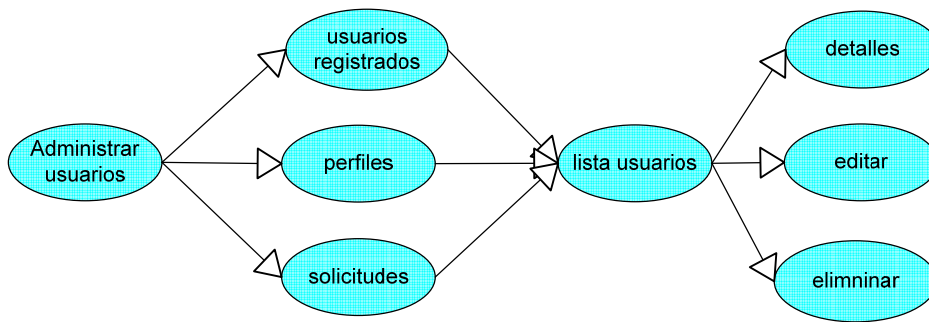 Administrar
usuarios
usuarios
registrados
perfiles
solicitudes
lista usuarios
detalles
editar
elimninar